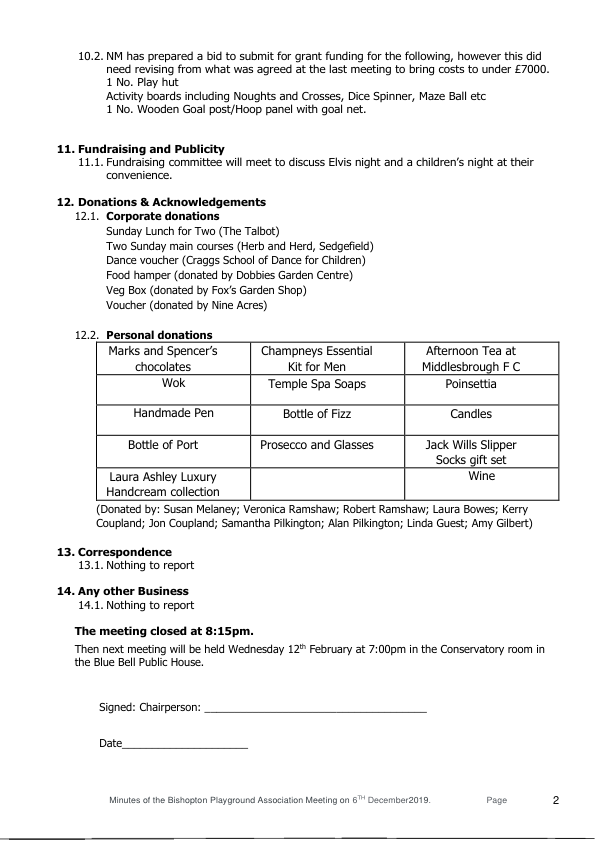 10.2. NM has prepared a bid to submit for grant funding for the following, however this did
need revising from what was agreed at the last meeting to bring costs to under £7000.
1 No. Play hut
Activity boards including Noughts and Crosses, Dice Spinner, Maze Ball etc
1 No. Wooden Goal post/Hoop panel with goal net.
11. Fundraising and Publicity
11.1. Fundraising committee will meet to discuss Elvis night and a children's night at their
convenience.
12. Donations & Acknowledgements
12.1. Corporate donations
Sunday Lunch for Two (The Talbot)
Two Sunday main courses (Herb and Herd, Sedgefield)
Dance voucher (Craggs School of Dance for Children)
Food hamper (donated by Dobbies Garden Centre)
Veg Box (donated by Fox's Garden Shop)
Voucher (donated by Nine Acres)
12.2. Personal donations
Marks and Spencer's
chocolates
Champneys Essential
Kit for Men
Afternoon Tea at
Middlesbrough F C
Wok
Temple Spa Soaps
Poinsettia
Handmade Pen
Bottle of Fizz
Candles
Bottle of Port
Prosecco and Glasses
Jack Wills Slipper
Socks gift set
Laura Ashley Luxury
Handcream collection
Wine
(Donated by: Susan Melaney; Veronica Ramshaw; Robert Ramshaw; Laura Bowes; Kerry
Coupland; Jon Coupland; Samantha Pilkington; Alan Pilkington; Linda Guest; Amy Gilbert)
13. Correspondence
13.1. Nothing to report
14. Any other Business
14.1. Nothing to report
The meeting closed at 8:15pm.
Then next meeting will be held Wednesday 12th February at 7:00pm in the Conservatory room in
the Blue Bell Public House.
Signed: Chairperson: ____________________________________
Date____________________
Minutes of the Bishopton Playground Association Meeting on 6TH December2019. Page 2